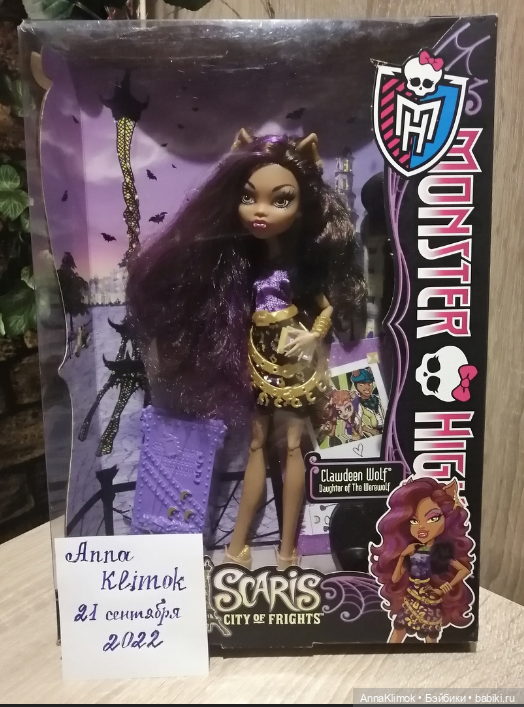 MONSTER HIGH
Clawdeen Wolf
Daughter of The Werewolf
SCARIS
CITY OF FRIGHTS
Anna
Klimok
21 сентября
2022
AnnaKlimok • Бэйбики • babiki.ru